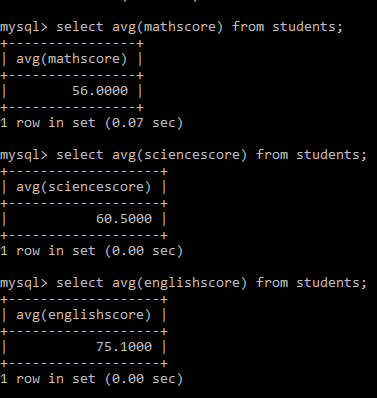 mysql> select avg(mathscore) from students;
+----------------+
| avg(mathscore) |
+----------------+
|        56.0000 |
+----------------+
1 row in set (0.07 sec)

mysql> select avg(sciencescore) from students;
+-------------------+
| avg(sciencescore) |
+-------------------+
|           60.5000 |
+-------------------+
1 row in set (0.00 sec)

mysql> select avg(englishscore) from students;
+-------------------+
| avg(englishscore) |
+-------------------+
|           75.1000 |
+-------------------+
1 row in set (0.00 sec)